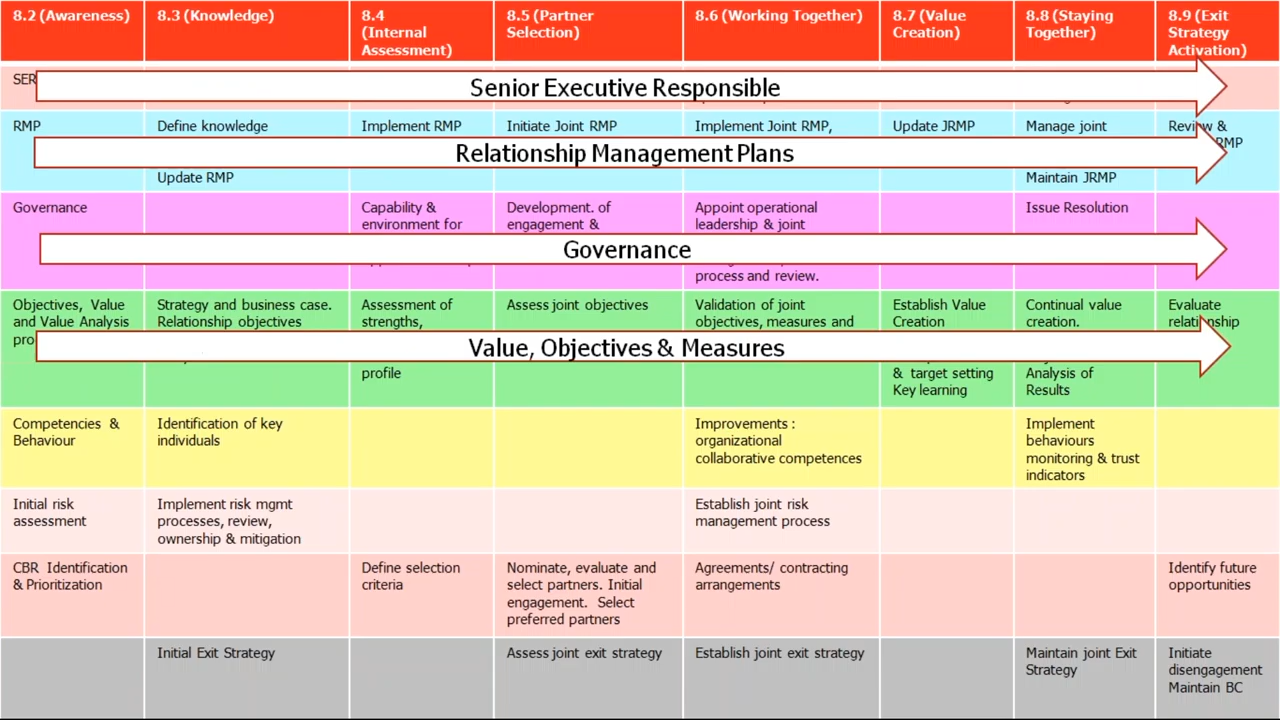 8.2 (Awareness)
8.3 (Knowledge)
8.4
(Internal
Assessment)
8.5 (Partner
Selection)
8.6 (Working Together)
8.7 (Value
Creation)
8.8 (Staying
Together)
8.9 (Exit
Strategy
Activation)
SER
Senior Executive Responsible
RMP
Define knowledge
Update RMP
Implement RMP
Initiate Joint RMP
Implement Joint RMP,
Update JRMP
Manage joint
Maintain JRMP
Review &
RMP
Relationship Management Plans
Governance
Capability &
environment for
Development. of
engagement &
Appoint operational
leadership & joint
process and review.
Issue Resolution
Governance
Objectives, Value
and Value Analysis
Strategy and business case.
Relationship objectives
Assessment of
strengths,
profile
Assess joint objectives
Validation of joint
objectives, measures and
Establish Value
Creation
& target setting
Key learning
Continual value
creation.
Analysis of
Results
Evaluate
relationship
Value, Objectives & Measures
Competencies &
Behaviour
Identification of key
individuals
Improvements :
organizational
collaborative competences
Implement
behaviours
monitoring & trust
indicators
Initial risk
assessment
Implement risk mgmt
processes, review,
ownership & mitigation
Establish joint risk
management process
CBR Identification
& Prioritization
Define selection
criteria
Nominate, evaluate and
select partners. Initial
engagement. Select
preferred partners
Agreements/ contracting
arrangements
Identify future
opportunities
Initial Exit Strategy
Assess joint exit strategy
Establish joint exit strategy
Maintain joint Exit
Strategy
Initiate
disengagement
Maintain BC